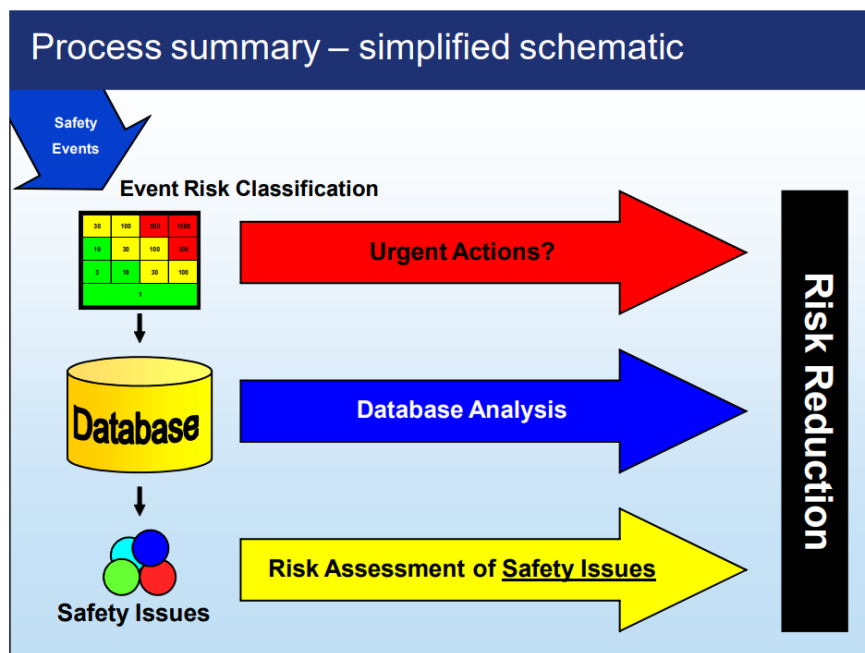 Process summary – simplified schematic
Safety
Events
Event Risk Classification
30 100 300 1000
10 30 100 300
3 10 30 100
1
Urgent Actions?
Database
Database Analysis
Safety Issues
Risk Assessment of Safety Issues
Risk Reduction